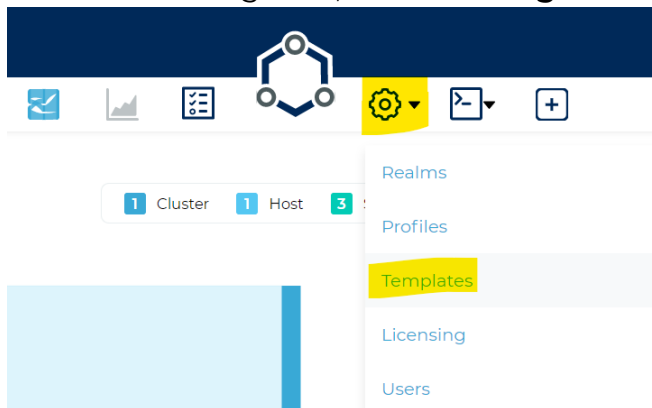 Realms
1 Cluster 1 Host 3
Profiles
Templates
Licensing
Users